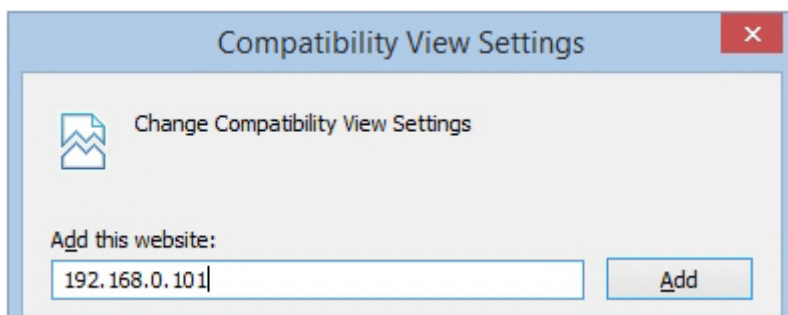 Compatibility View Settings
Change Compatibility View Settings
Add this website:
192.168.0.101
Add